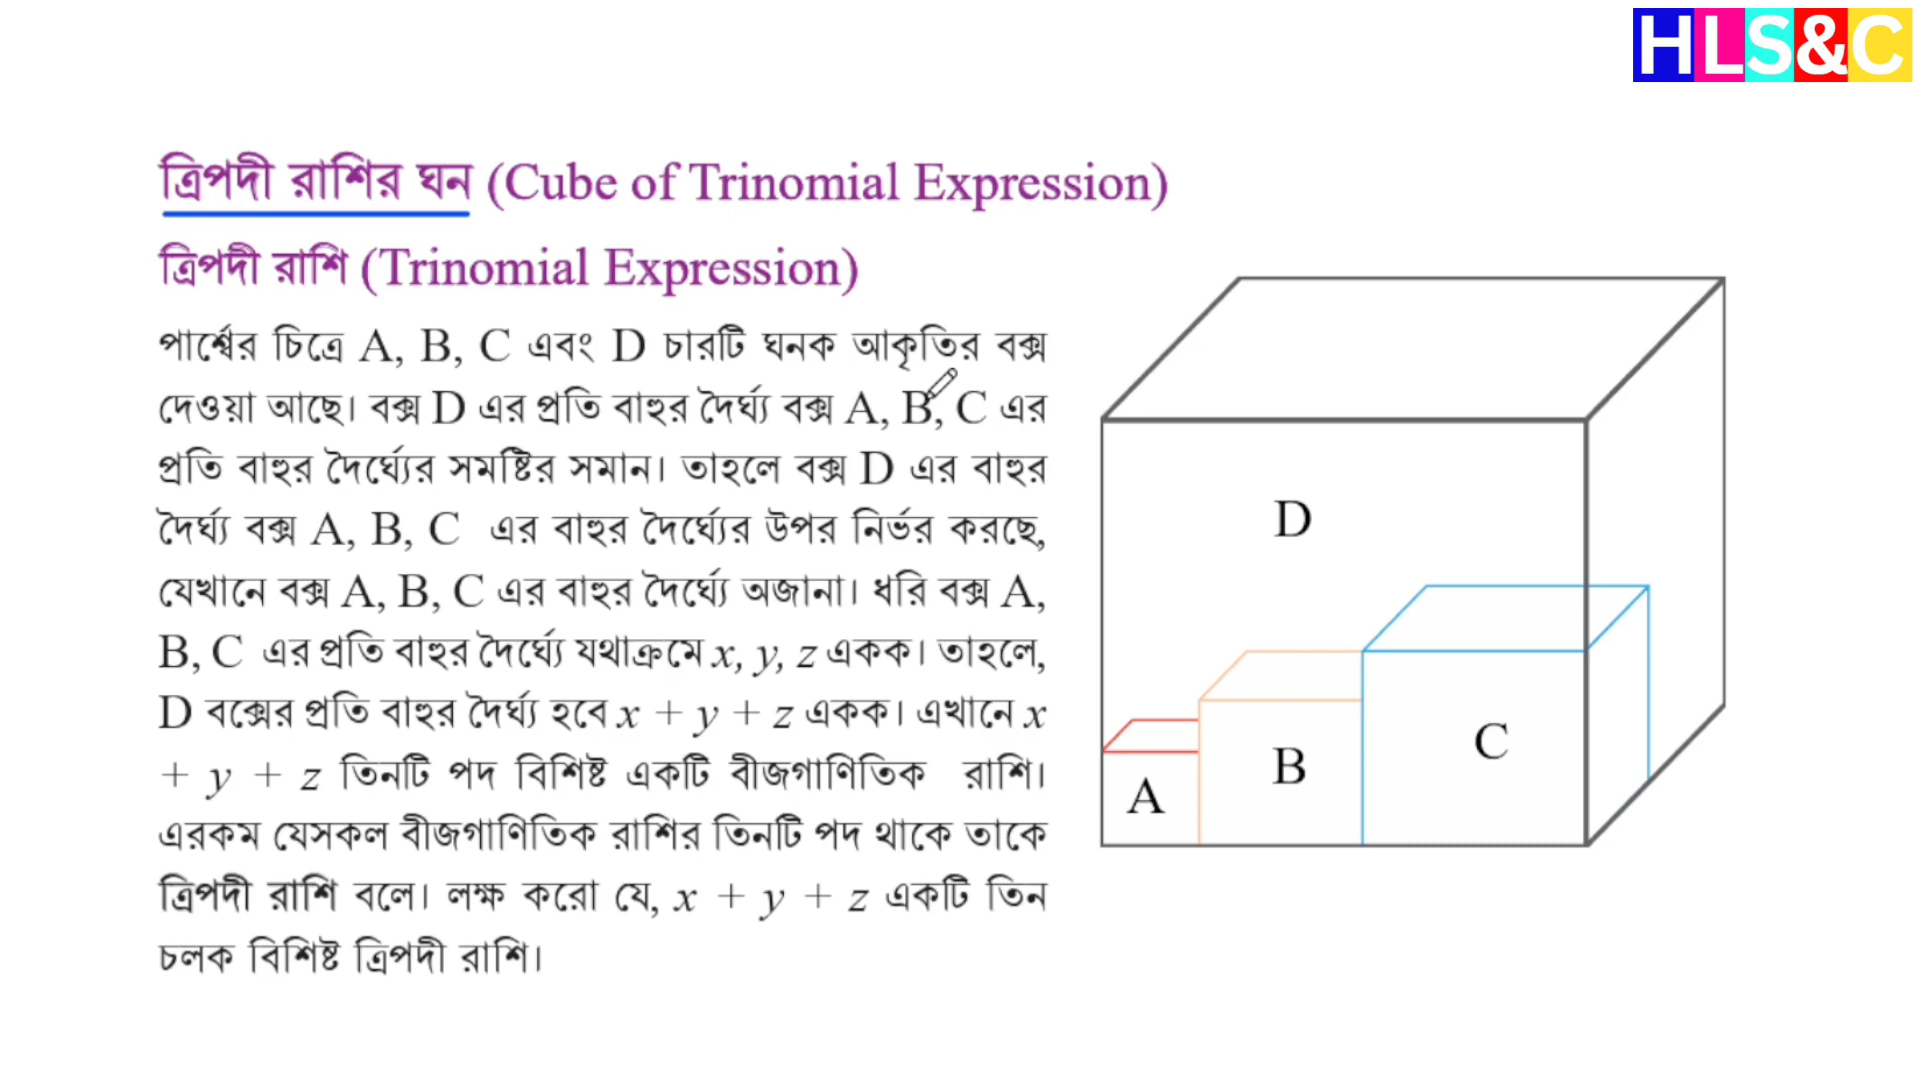 HLS&C
ত্রিপদী রাশির ঘন (Cube of Trinomial Expression)
ত্রিপদী রাশি (Trinomial Expression)
পার্শ্বের চিত্রে A, B, C এবং D চারটি ঘনক আকৃতির বক্স
দেওয়া আছে। বক্স D এর প্রতি বাহুর দৈর্ঘ্য বক্স A, B, C এর
প্রতি বাহুর দৈর্ঘ্যের সমষ্টির সমান। তাহলে বক্স D এর বাহুর
দৈর্ঘ্য বক্স A, B, C এর বাহুর দৈর্ঘ্যের উপর নির্ভর করছে,
যেখানে বক্স A, B, C এর বাহুর দৈর্ঘ্যে অজানা। ধরি বক্স A,
B, C এর প্রতি বাহুর দৈর্ঘ্যে যথাক্রমে x, y, z একক। তাহলে,
D বক্সের প্রতি বাহুর দৈর্ঘ্য হবে x + y + z একক। এখানে x
+ y + z তিনটি পদ বিশিষ্ট একটি বীজগাণিতিক রাশি।
এরকম যেসকল বীজগাণিতিক রাশির তিনটি পদ থাকে তাকে
ত্রিপদী রাশি বলে। লক্ষ করো যে, x + y + z একটি তিন
চলক বিশিষ্ট ত্রিপদী রাশি।
D
C
B
A